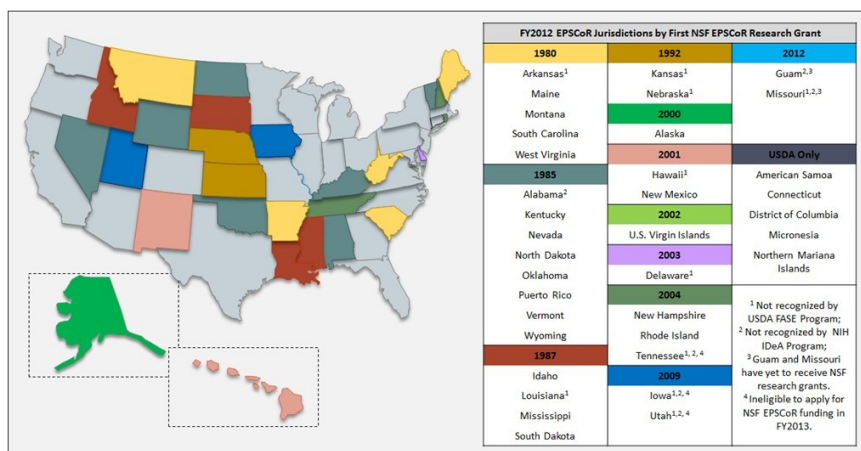 FY2012 EPSCoR Jurisdictions by First NSF EPSCoR Research Grant
1980
Arkansas¹
Maine
Montana
South Carolina
West Virginia
1985
Alabama²
Kentucky
Nevada
North Dakota
Oklahoma
Puerto Rico
Vermont
Wyoming
1987
Idaho
Louisiana¹
Mississippi
South Dakota
1992
Kansas¹
Nebraska¹
2000
Alaska
2001
Hawaii¹
New Mexico
2002
U.S. Virgin Islands
2003
Delaware¹
2004
New Hampshire
Rhode Island
Tennessee¹, ², ⁴
2009
Iowa¹,², ⁴
Utah¹,², ⁴
2012
Guam²,³
Missouri¹,²,³
USDA Only
American Samoa
Connecticut
District of Columbia
Micronesia
Northern Mariana
Islands
¹ Not recognized by
USDA FASE Program;
² Not recognized by NIH
IDeA Program;
³ Guam and Missouri
have yet to receive NSF
research grants.
⁴ Ineligible to apply for
NSF EPSCoR funding in
FY2013.